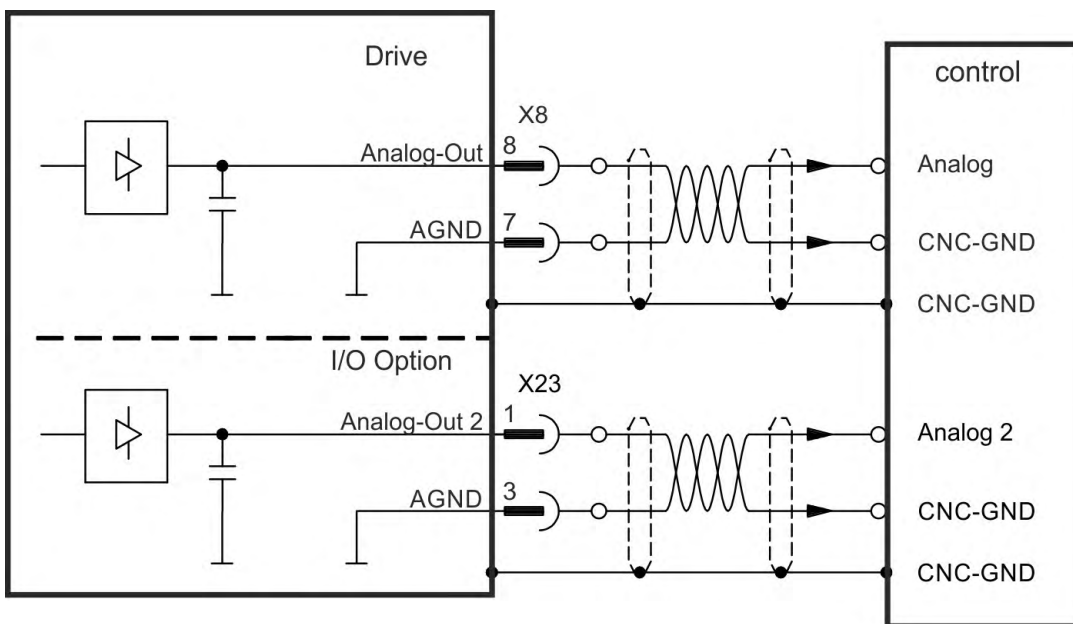 Drive
control
X8
Analog-Out 8
Analog
AGND 7
CNC-GND
CNC-GND
I/O Option
X23
Analog-Out 2 1
Analog 2
AGND 3
CNC-GND
CNC-GND